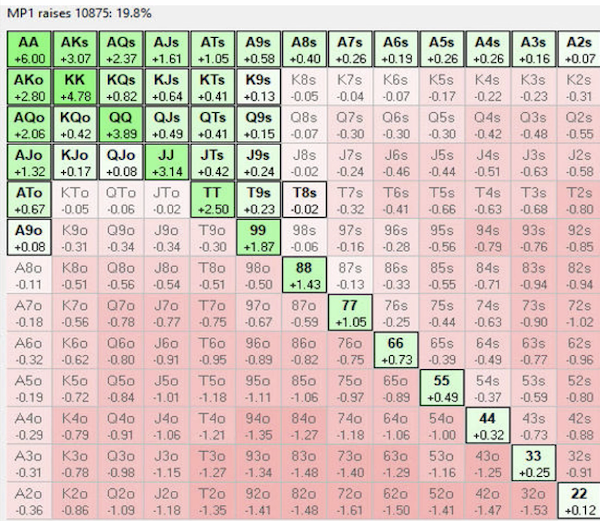 MP1 raises 10875: 19.8%
AA AKs AQs AJs ATs A9s A8s A7s A6s A5s A4s A3s A2s
+6.00 +3.07 +2.37 +1.61 +1.05 +0.58 +0.40 +0.26 +0.19 +0.26 +0.26 +0.16 +0.07
AKo KK KQs KJs KTs K9s K8s K7s K6s K5s K4s K3s K2s
+2.80 +4.78 +0.82 +0.64 +0.41 +0.13 -0.05 -0.04 -0.07 -0.17 -0.22 -0.23 -0.31
AQo KQo QQ QJs QTs Q9s Q8s Q7s Q6s Q5s Q4s Q3s Q2s
+2.06 +0.42 +3.89 +0.49 +0.41 +0.15 -0.07 -0.30 -0.30 -0.30 -0.42 -0.48 -0.55
AJo KJo QJo JJ JTs J9s J8s J7s J6s J5s J4s J3s J2s
+1.32 +0.17 +0.08 +3.14 +0.42 +0.24 -0.02 -0.24 -0.46 -0.44 -0.51 -0.63 -0.58
ATo KTo QTo JTo TT T9s T8s T7s T6s T5s T4s T3s T2s
+0.67 -0.05 -0.06 -0.02 +2.50 +0.23 -0.02 -0.32 -0.41 -0.66 -0.63 -0.68 -0.80
A9o K9o Q9o J9o T9o 99 98s 97s 96s 95s 94s 93s 92s
+0.08 -0.31 -0.34 -0.34 -0.30 +1.87 -0.06 -0.16 -0.28 -0.56 -0.79 -0.76 -0.85
A8o K8o Q8o J8o T8o 98o 88 87s 86s 85s 84s 83s 82s
-0.11 -0.51 -0.56 -0.54 -0.51 -0.50 +1.43 -0.13 -0.33 -0.55 -0.71 -0.94 -0.94
A7o K7o Q7o J7o T7o 97o 87o 77 76s 75s 74s 73s 72s
-0.18 -0.56 -0.78 -0.77 -0.75 -0.67 -0.59 +1.05 -0.25 -0.44 -0.63 -0.90 -1.02
A6o K6o Q6o J6o T6o 96o 86o 76o 66 65s 64s 63s 62s
-0.32 -0.62 -0.80 -0.91 -0.95 -0.89 -0.82 -0.75 +0.73 -0.39 -0.49 -0.77 -0.96
A5o K5o Q5o J5o T5o 95o 85o 75o 65o 55 54s 53s 52s
-0.19 -0.72 -0.84 -1.01 -1.18 -1.11 -1.06 -0.97 -0.89 +0.49 -0.37 -0.59 -0.80
A4o K4o Q4o J4o T4o 94o 84o 74o 64o 54o 44 43s 42s
-0.29 -0.79 -0.91 -1.06 -1.21 -1.35 -1.27 -1.18 -1.06 -1.00 +0.32 -0.73 -0.88
A3o K3o Q3o J3o T3o 93o 83o 73o 63o 53o 43o 33 32s
-0.31 -0.78 -0.98 -1.15 -1.27 -1.34 -1.48 -1.40 -1.29 -1.16 -1.25 +0.25 -0.91
A2o K2o Q2o J2o T2o 92o 82o 72o 62o 52o 42o 32o 22
-0.36 -0.86 -1.09 -1.18 -1.35 -1.41 -1.48 -1.61 -1.50 -1.41 -1.47 -1.53 +0.12